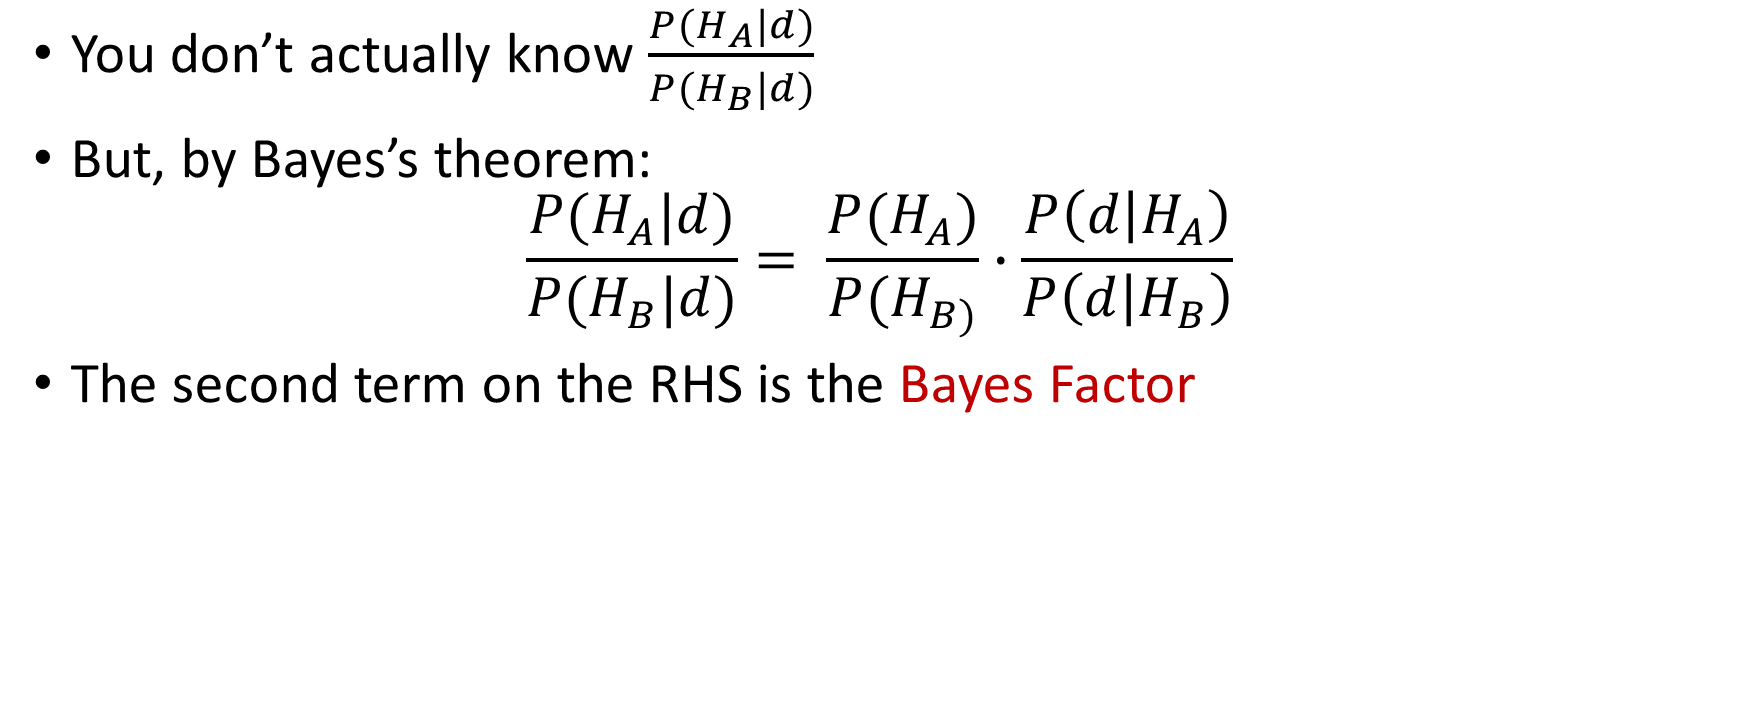 • You don’t actually know P(H_A|d) / P(H_B|d)
• But, by Bayes’s theorem:
P(H_A|d) / P(H_B|d) = P(H_A) / P(H_B) · P(d|H_A) / P(d|H_B)
• The second term on the RHS is the Bayes Factor